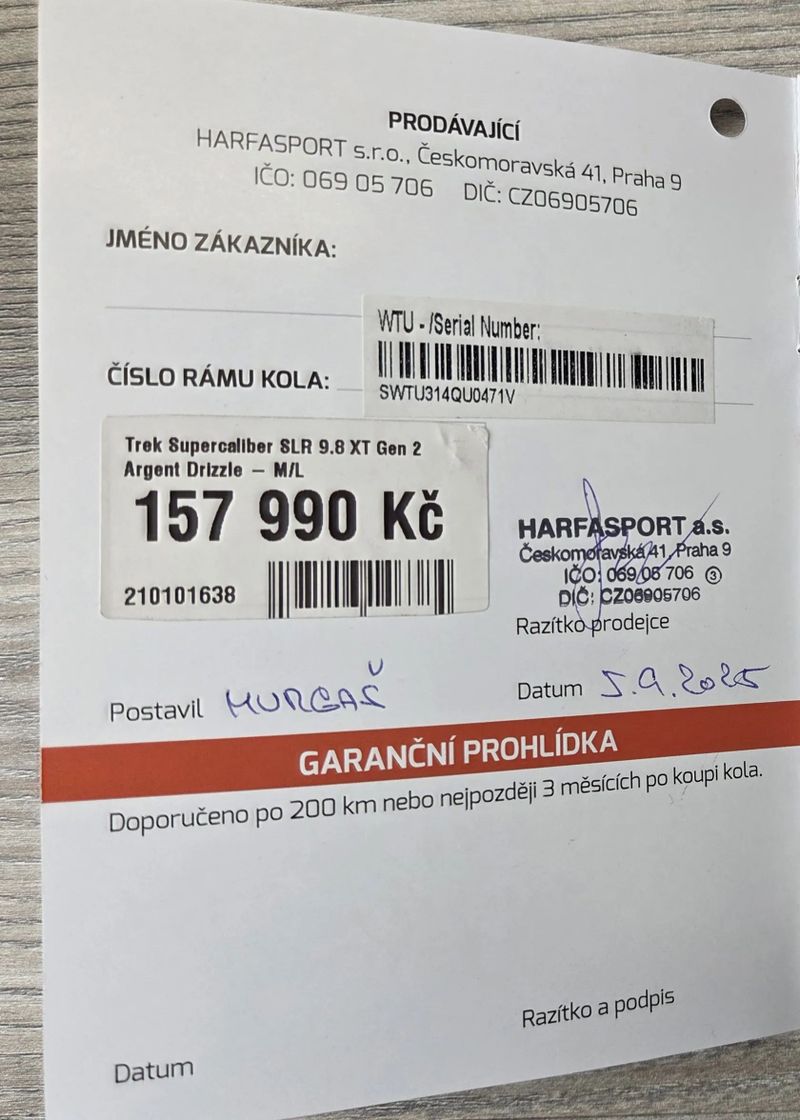 PRODÁVAJÍCÍ
HARFASPORT s.r.o., Českomoravská 41, Praha 9
IČO: 069 05 706 DIČ: CZ06905706
JMÉNO ZÁKAZNÍKA:
WTU - /Serial Number:
SWTU314QU0471V
ČÍSLO RÁMU KOLA:
Trek Supercaliber SLR 9.8 XT Gen 2
Argent Drizzle – M/L
157 990 Kč
210101638
HARFASPORT a.s.
Českomoravská 41, Praha 9
IČO: 069 05 706 ③
DIČ: CZ06905706
Razítko prodejce
Postavil MURGAŠ
Datum 5.9.2025
GARANČNÍ PROHLÍDKA
Doporučeno po 200 km nebo nejpozději 3 měsících po koupi kola.
Razítko a podpis
Datum